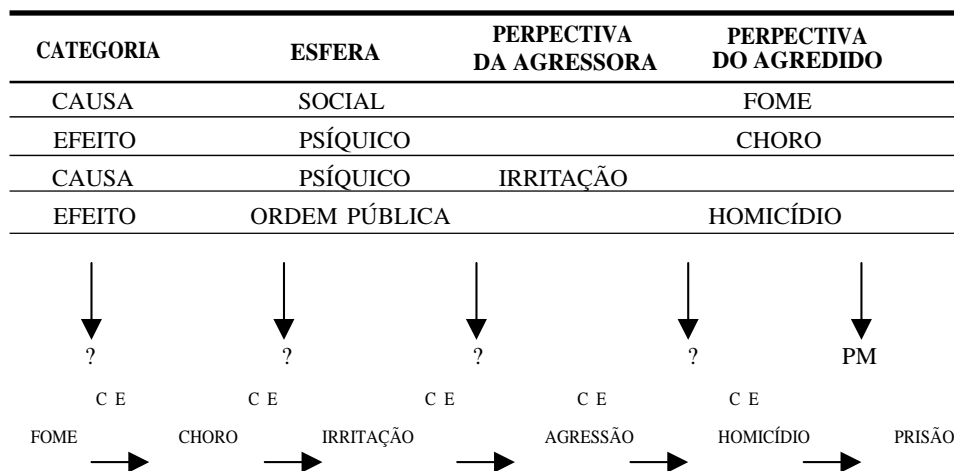 CATEGORIA ESFERA PERPECTIVA DA AGRESSORA PERPECTIVA DO AGREDIDO
CAUSA SOCIAL FOME
EFEITO PSÍQUICO CHORO
CAUSA PSÍQUICO IRRITAÇÃO
EFEITO ORDEM PÚBLICA HOMICÍDIO
? ? ? ? PM
C E C E C E C E C E
FOME CHORO IRRITAÇÃO AGRESSÃO HOMICÍDIO PRISÃO